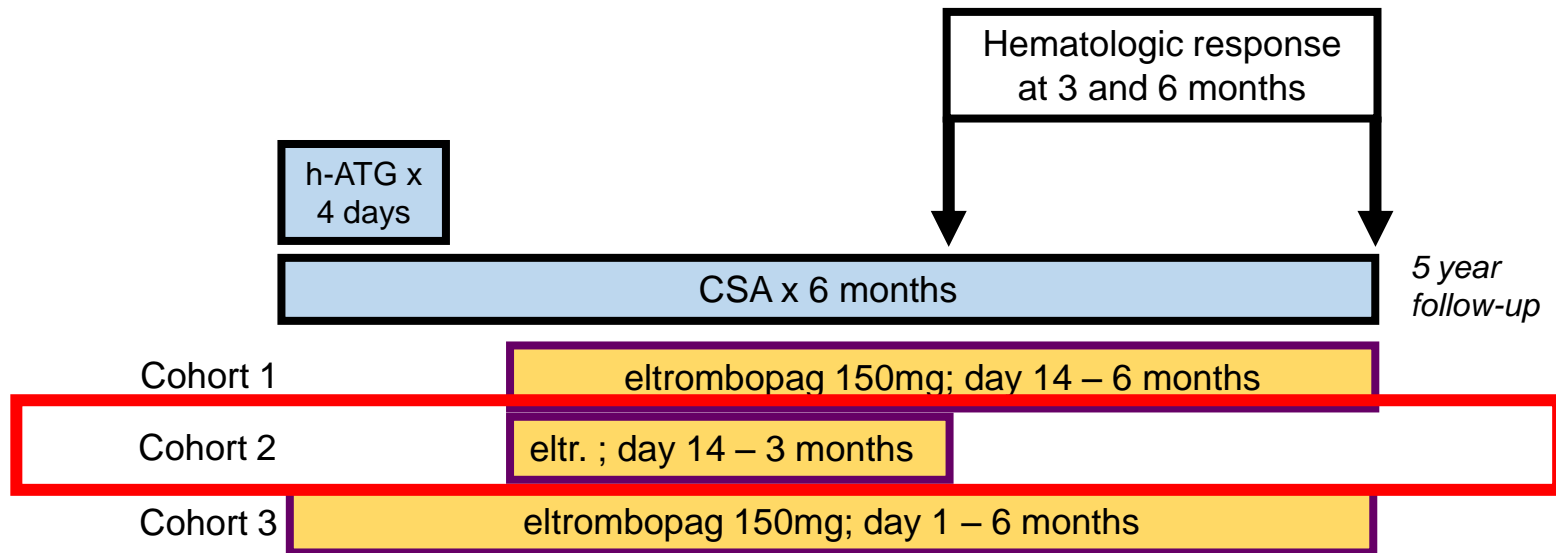 Hematologic response
at 3 and 6 months
h-ATG x
4 days
CSA x 6 months
5 year
follow-up
Cohort 1
eltrombopag 150mg; day 14 – 6 months
Cohort 2
eltr. ; day 14 – 3 months
Cohort 3
eltrombopag 150mg; day 1 – 6 months